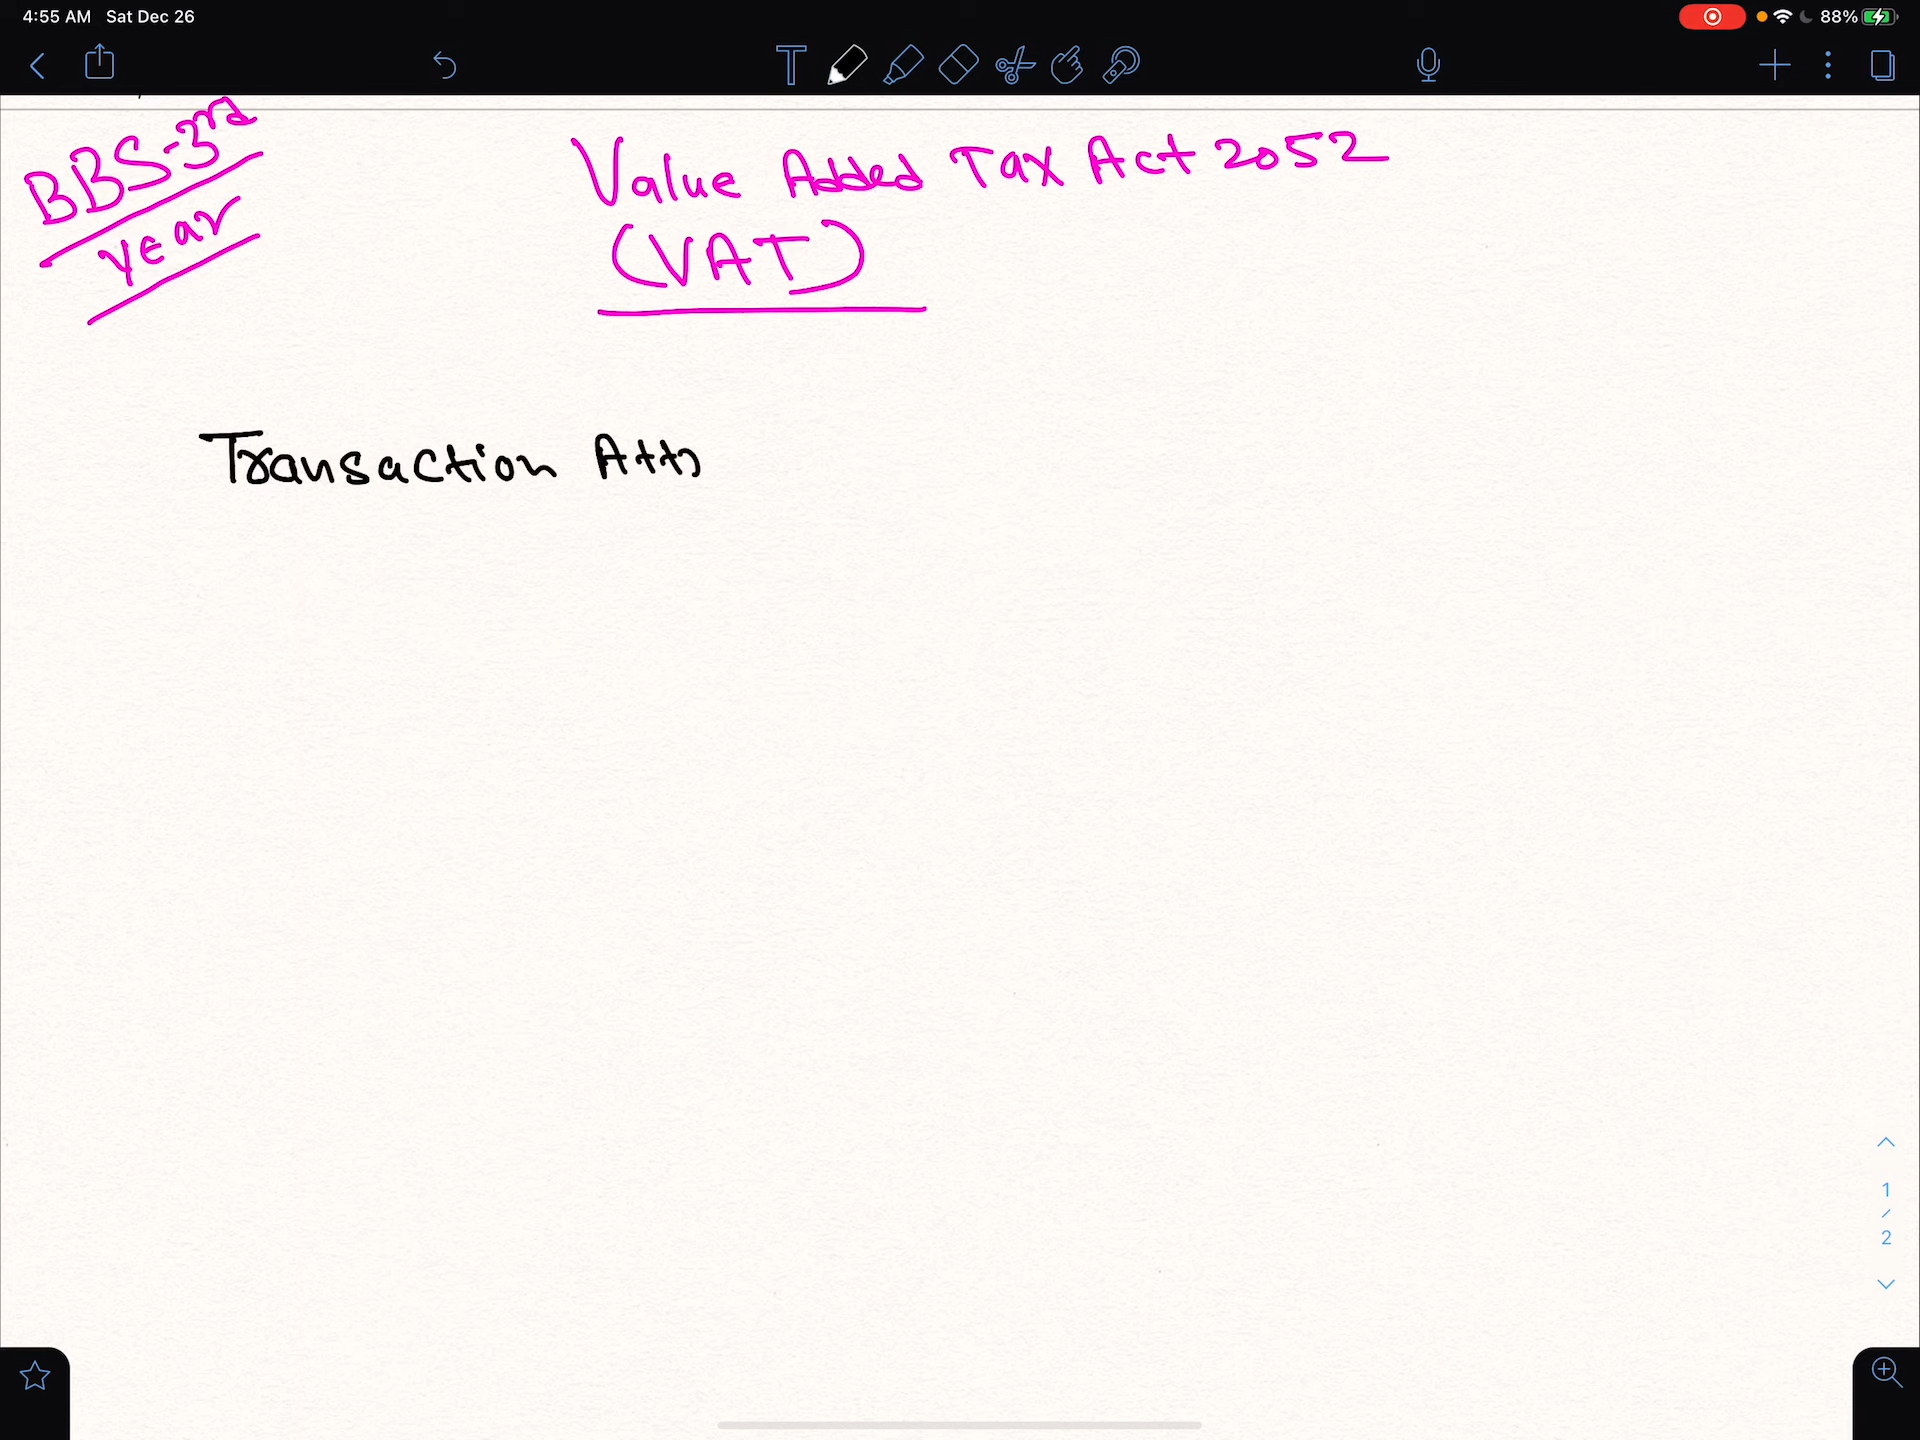 4:55 AM Sat Dec 26
88%
BBS-3rd
year
Value Added Tax Act 2052
(VAT)
Transaction Att
1
/
2